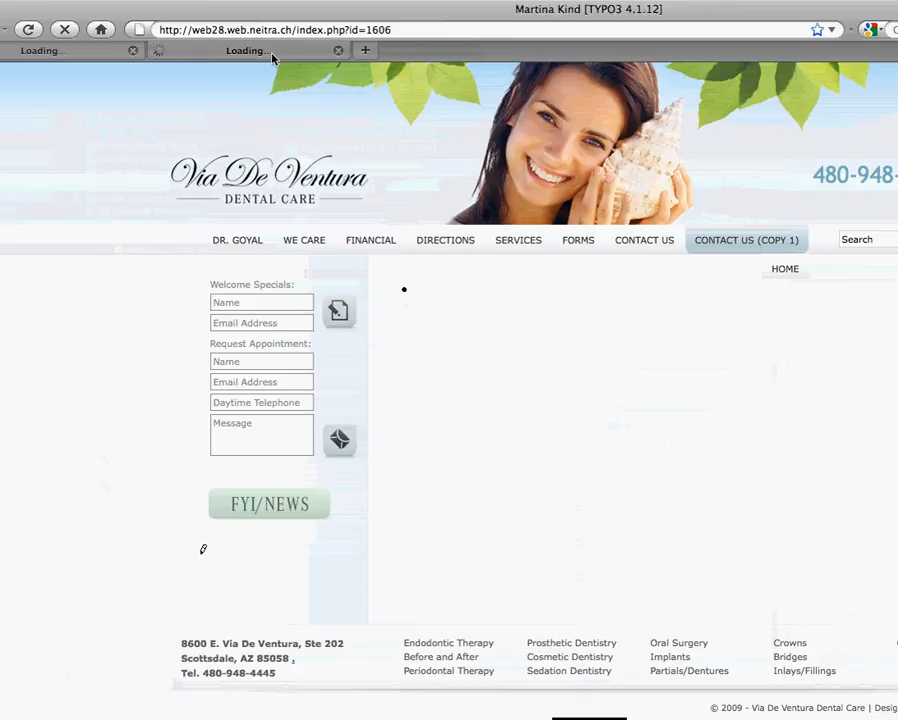 Martina Kind [TYPO3 4.1.12]
http://web28.web.neitra.ch/index.php?id=1606
Loading... Loading...
Via De Ventura
DENTAL CARE
480-948-
DR. GOYAL WE CARE FINANCIAL DIRECTIONS SERVICES FORMS CONTACT US CONTACT US (COPY 1) Search
HOME
Welcome Specials:
Name
Email Address
Request Appointment:
Name
Email Address
Daytime Telephone
Message
FYI/NEWS
8600 E. Via De Ventura, Ste 202
Scottsdale, AZ 85058 .
Tel. 480-948-4445
Endodontic Therapy Prosthetic Dentistry Oral Surgery Crowns
Before and After Cosmetic Dentistry Implants Bridges
Periodontal Therapy Sedation Dentistry Partials/Dentures Inlays/Fillings
© 2009 - Via De Ventura Dental Care | Desig